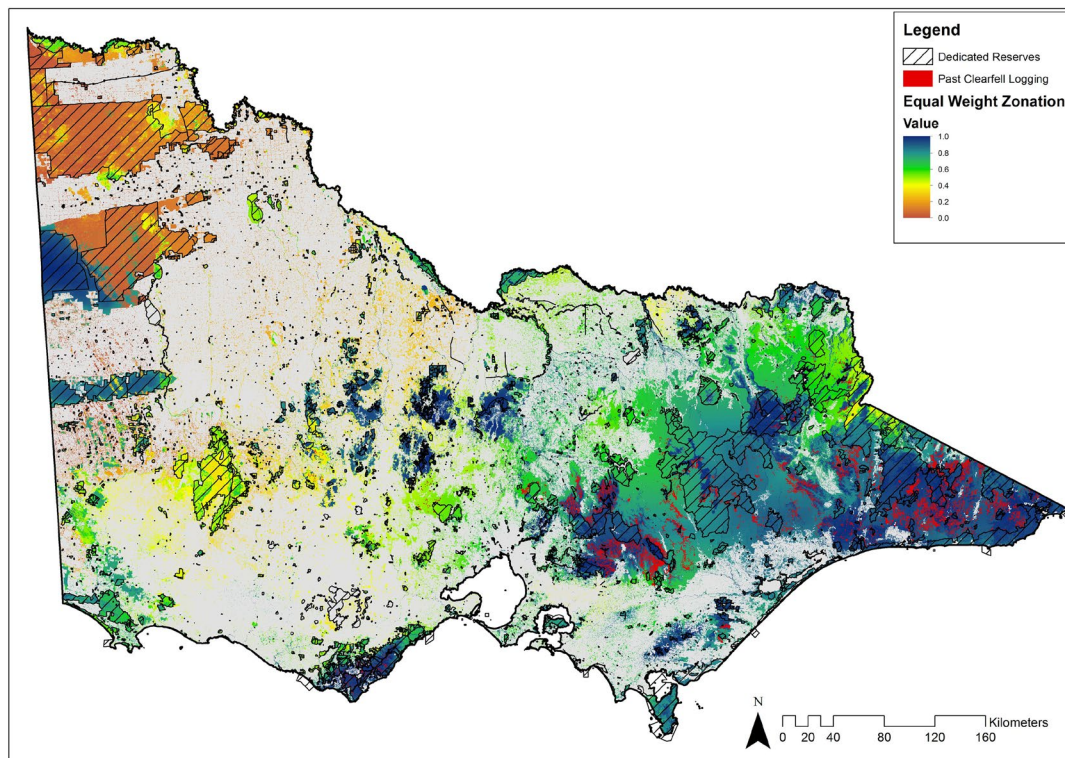 Legend
Dedicated Reserves
Past Clearfell Logging
Equal Weight Zonation
Value
1.0
0.8
0.6
0.4
0.2
0.0
N
Kilometers
0 20 40 80 120 160